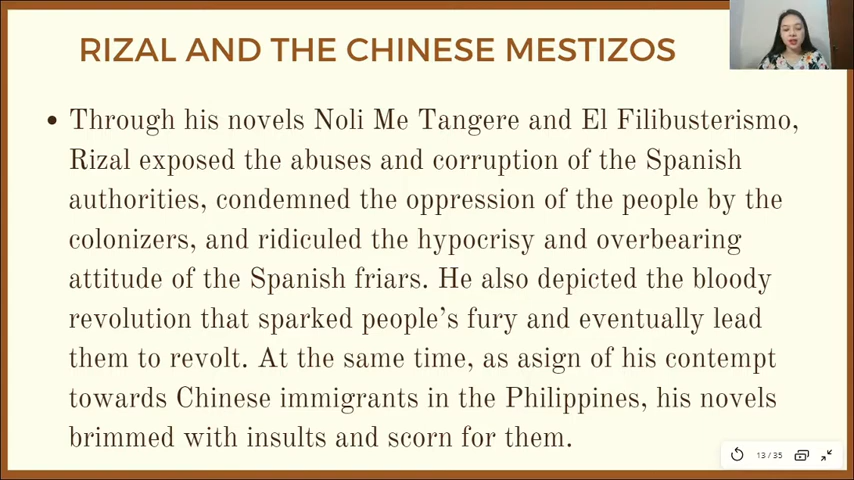 RIZAL AND THE CHINESE MESTIZOS
• Through his novels Noli Me Tangere and El Filibusterismo,
Rizal exposed the abuses and corruption of the Spanish
authorities, condemned the oppression of the people by the
colonizers, and ridiculed the hypocrisy and overbearing
attitude of the Spanish friars. He also depicted the bloody
revolution that sparked people's fury and eventually lead
them to revolt. At the same time, as asign of his contempt
towards Chinese immigrants in the Philippines, his novels
brimmed with insults and scorn for them.
13 / 35